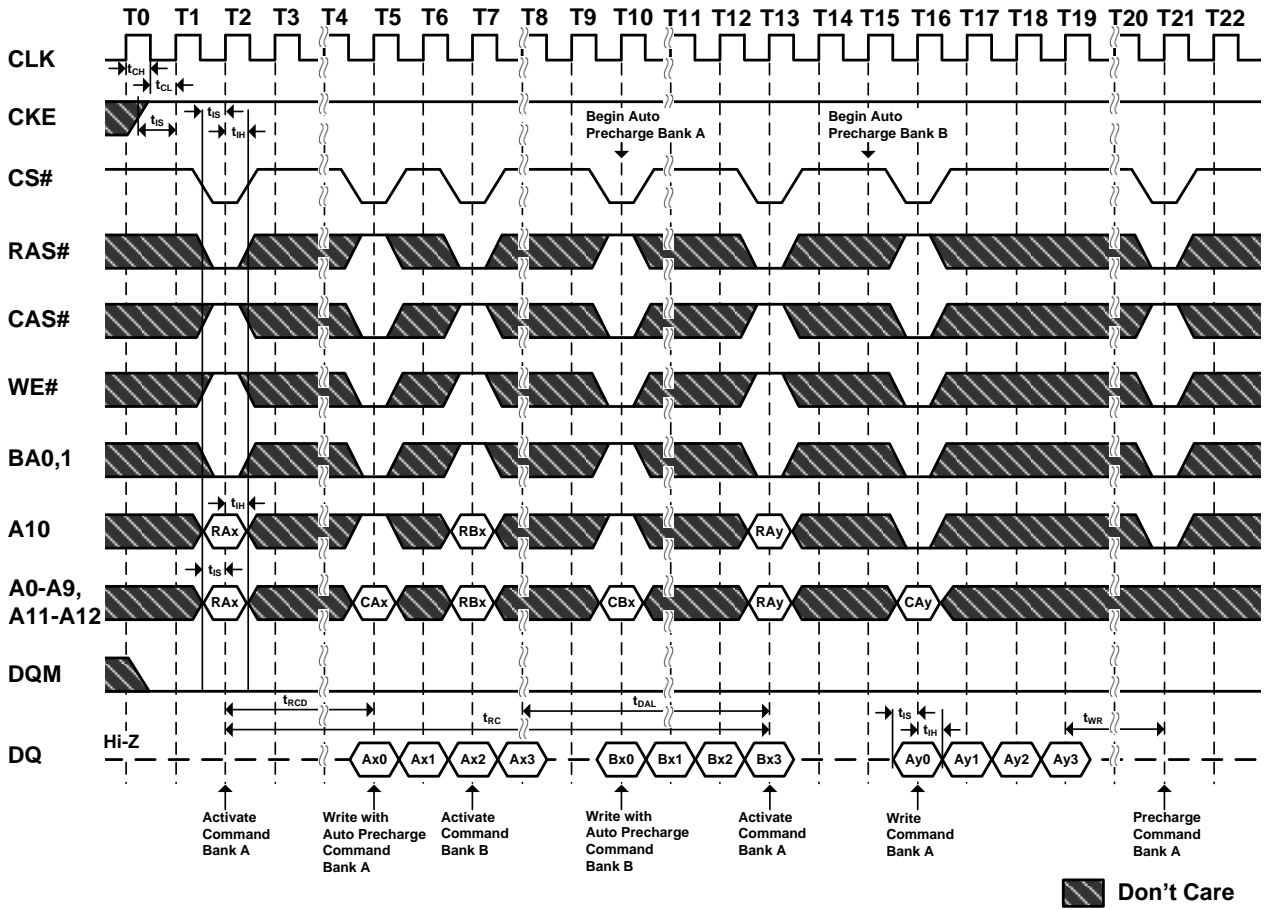 T0 T1 T2 T3 T4 T5 T6 T7 T8 T9 T10 T11 T12 T13 T14 T15 T16 T17 T18 T19 T20 T21 T22
CLK
tCH
tCL
CKE
tIS
tIS
tIH
Begin Auto
Precharge Bank A
Begin Auto
Precharge Bank B
CS#
RAS#
CAS#
WE#
BA0,1
tIH
A10
RAx RBx RAy
tIS
A0-A9,
A11-A12
RAx CAx RBx CBx RAy CAy
DQM
tRCD
tDAL
tRC
tIS
tIH
tWR
Hi-Z
DQ
Ax0 Ax1 Ax2 Ax3 Bx0 Bx1 Bx2 Bx3 Ay0 Ay1 Ay2 Ay3
Activate
Command
Bank A
Write with
Auto Precharge
Command
Bank A
Activate
Command
Bank B
Write with
Auto Precharge
Command
Bank B
Activate
Command
Bank A
Write
Command
Bank A
Precharge
Command
Bank A
Don't Care